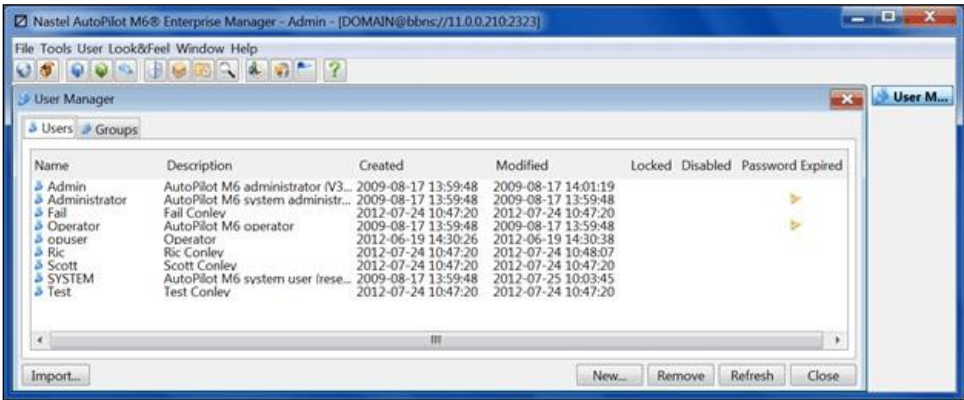 Nastel AutoPilot M6® Enterprise Manager - Admin - [DOMAIN@bbns://11.0.0.210:2323]
File Tools User Look&Feel Window Help
User Manager
User M...
Users Groups
Name Description Created Modified Locked Disabled Password Expired
Admin AutoPilot M6 administrator (V3... 2009-08-17 13:59:48 2009-08-17 14:01:19
Administrator AutoPilot M6 system administr... 2009-08-17 13:59:48 2009-08-17 13:59:48
Fail Fail Conley 2012-07-24 10:47:20 2012-07-24 10:47:20
Operator AutoPilot M6 operator 2009-08-17 13:59:48 2009-08-17 13:59:48
opuser Operator 2012-06-19 14:30:26 2012-06-19 14:30:38
Ric Ric Conley 2012-07-24 10:47:20 2012-07-24 10:48:07
Scott Scott Conley 2012-07-24 10:47:20 2012-07-24 10:47:20
SYSTEM AutoPilot M6 system user (rese... 2009-08-17 13:59:48 2012-07-25 10:03:45
Test Test Conley 2012-07-24 10:47:20 2012-07-24 10:47:20
Import... New... Remove Refresh Close